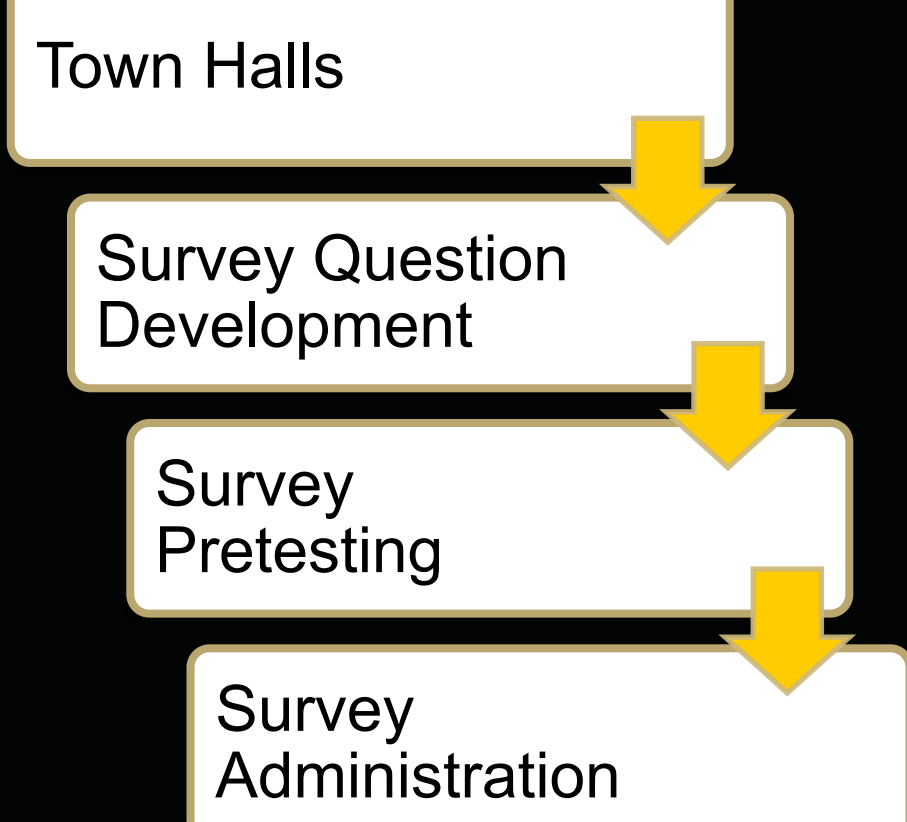 Town Halls
Survey Question
Development
Survey
Pretesting
Survey
Administration